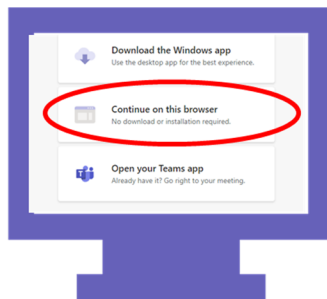 Download the Windows app
Use the desktop app for the best experience.
Continue on this browser
No download or installation required.
Open your Teams app
Already have it? Go right to your meeting.